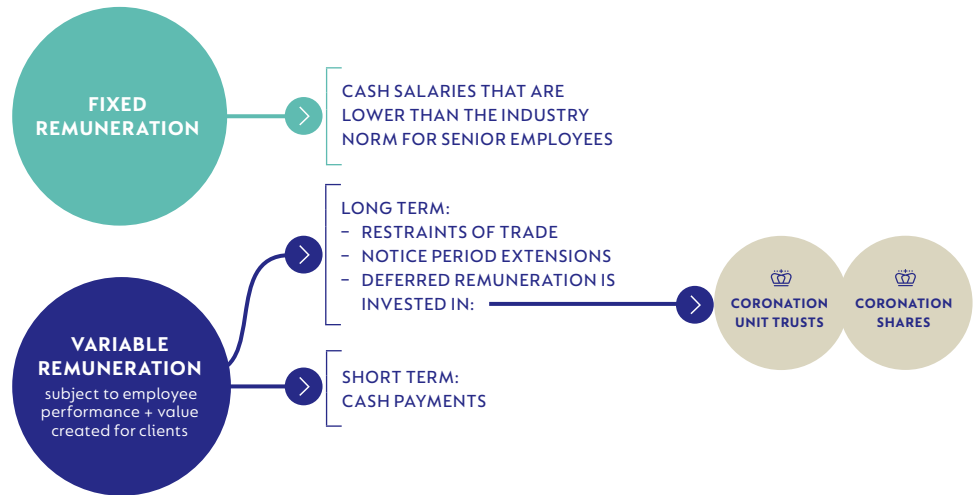 FIXED
REMUNERATION
CASH SALARIES THAT ARE
LOWER THAN THE INDUSTRY
NORM FOR SENIOR EMPLOYEES
VARIABLE
REMUNERATION
subject to employee
performance + value
created for clients
LONG TERM:
– RESTRAINTS OF TRADE
– NOTICE PERIOD EXTENSIONS
– DEFERRED REMUNERATION IS
INVESTED IN:
CORONATION
UNIT TRUSTS
CORONATION
SHARES
SHORT TERM:
CASH PAYMENTS